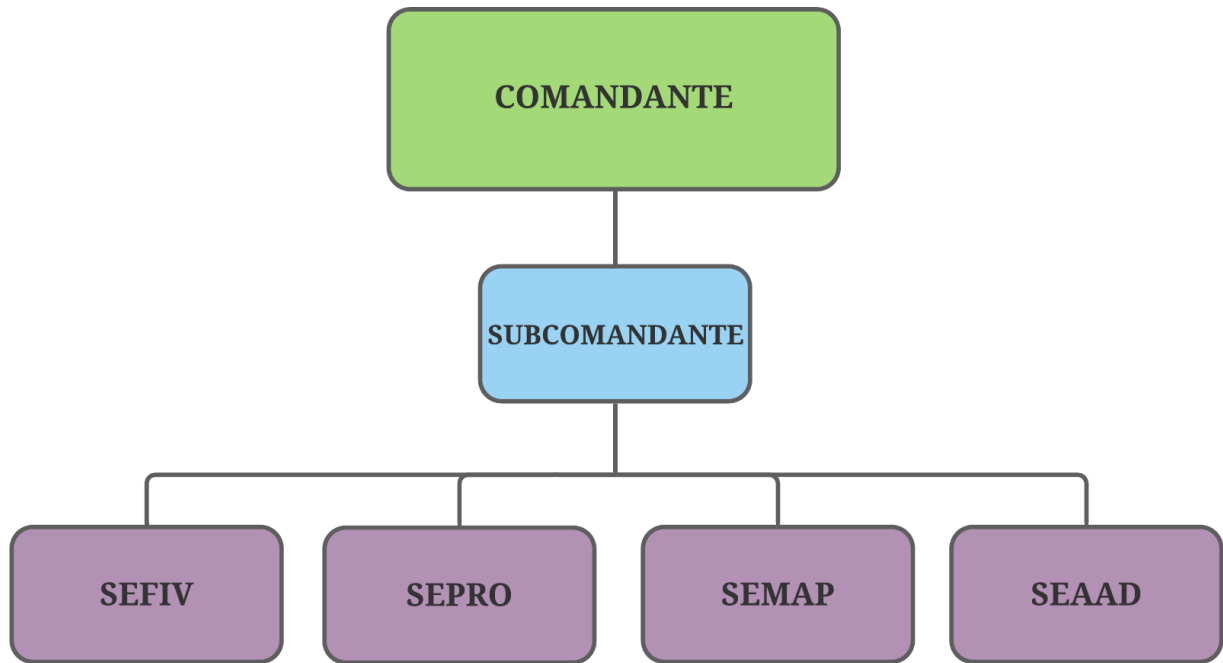 COMANDANTE
SUBCOMANDANTE
SEFIV
SEPRO
SEMAP
SEAAD